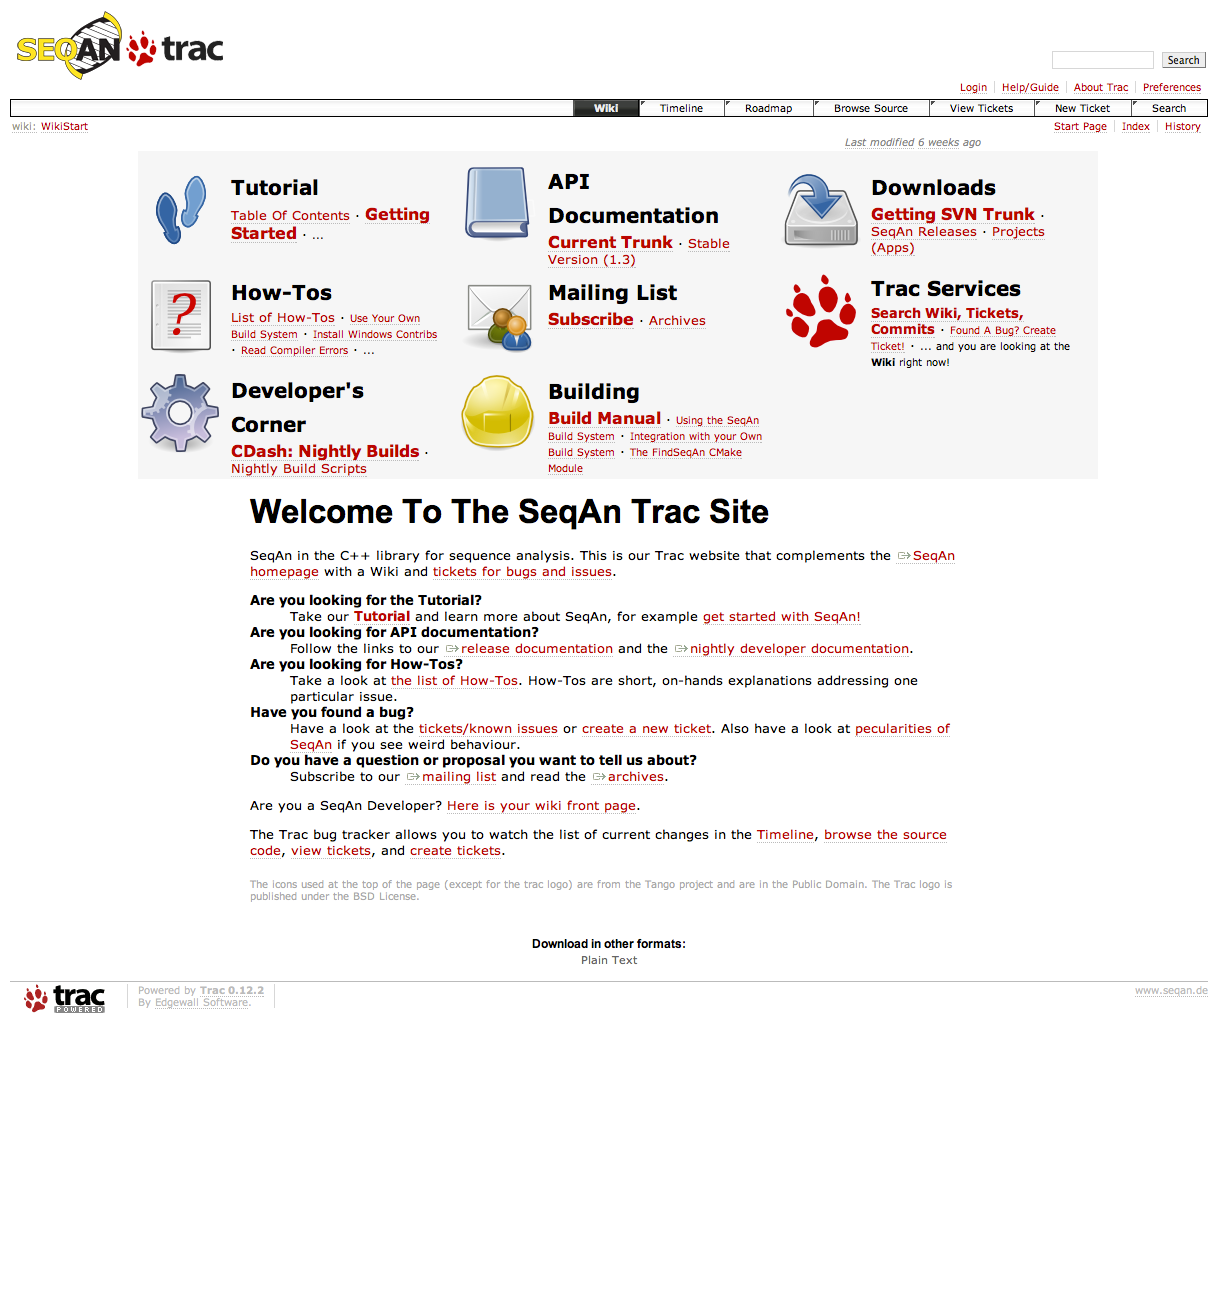 SEQAN trac
Search
Login Help/Guide About Trac Preferences
Wiki Timeline Roadmap Browse Source View Tickets New Ticket Search
wiki: WikiStart
Start Page Index History
Last modified 6 weeks ago
Tutorial
Table Of Contents · Getting
Started · ...
API
Documentation
Current Trunk · Stable
Version (1.3)
Downloads
Getting SVN Trunk ·
SeqAn Releases · Projects
(Apps)
How-Tos
List of How-Tos · Use Your Own
Build System · Install Windows Contribs
· Read Compiler Errors · ...
Mailing List
Subscribe · Archives
Trac Services
Search Wiki, Tickets,
Commits · Found A Bug? Create
Ticket! · ... and you are looking at the
Wiki right now!
Developer's
Corner
CDash: Nightly Builds ·
Nightly Build Scripts
Building
Build Manual · Using the SeqAn
Build System · Integration with your Own
Build System · The FindSeqAn CMake
Module
Welcome To The SeqAn Trac Site
SeqAn in the C++ library for sequence analysis. This is our Trac website that complements the SeqAn
homepage with a Wiki and tickets for bugs and issues.
Are you looking for the Tutorial?
Take our Tutorial and learn more about SeqAn, for example get started with SeqAn!
Are you looking for API documentation?
Follow the links to our release documentation and the nightly developer documentation.
Are you looking for How-Tos?
Take a look at the list of How-Tos. How-Tos are short, on-hands explanations addressing one
particular issue.
Have you found a bug?
Have a look at the tickets/known issues or create a new ticket. Also have a look at pecularities of
SeqAn if you see weird behaviour.
Do you have a question or proposal you want to tell us about?
Subscribe to our mailing list and read the archives.
Are you a SeqAn Developer? Here is your wiki front page.
The Trac bug tracker allows you to watch the list of current changes in the Timeline, browse the source
code, view tickets, and create tickets.
The icons used at the top of the page (except for the trac logo) are from the Tango project and are in the Public Domain. The Trac logo is
published under the BSD License.
Download in other formats:
Plain Text
trac
POWERED
Powered by Trac 0.12.2
By Edgewall Software.
www.seqan.de